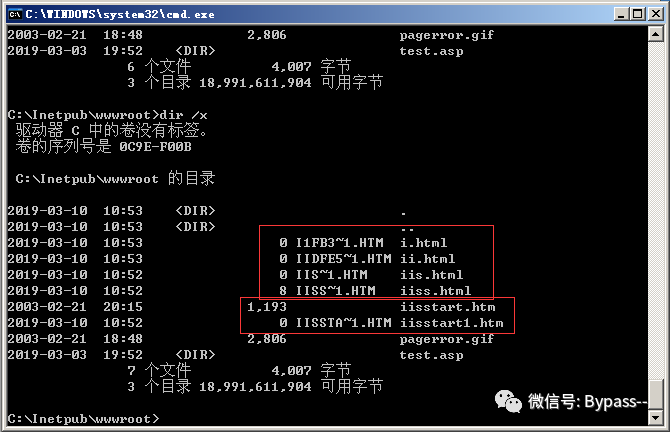 C:\WINDOWS\system32\cmd.exe
2003-02-21  18:48             2,806              pagerror.gif
2019-03-03  19:52    <DIR>                       test.asp
               6 个文件          4,007 字节
               3 个目录 18,991,611,904 可用字节
C:\Inetpub\wwwroot>dir /x
 驱动器 C 中的卷没有标签。
 卷的序列号是 0C9E-F00B
 C:\Inetpub\wwwroot 的目录
2019-03-10  10:53    <DIR>                       .
2019-03-10  10:53    <DIR>                       ..
2019-03-10  10:53                 0 I1FB3~1.HTM  i.html
2019-03-10  10:53                 0 IIDFE5~1.HTM ii.html
2019-03-10  10:52                 0 IIS~1.HTM    iis.html
2019-03-10  10:52                 8 IISS~1.HTM   iiss.html
2003-02-21  20:15             1,193              iisstart.htm
2019-03-10  10:52                 0 IISSTA~1.HTM iisstart1.htm
2003-02-21  18:48             2,806              pagerror.gif
2019-03-03  19:52    <DIR>                       test.asp
               7 个文件          4,007 字节
               3 个目录 18,991,611,904 可用字节
C:\Inetpub\wwwroot>
微信号: Bypass--